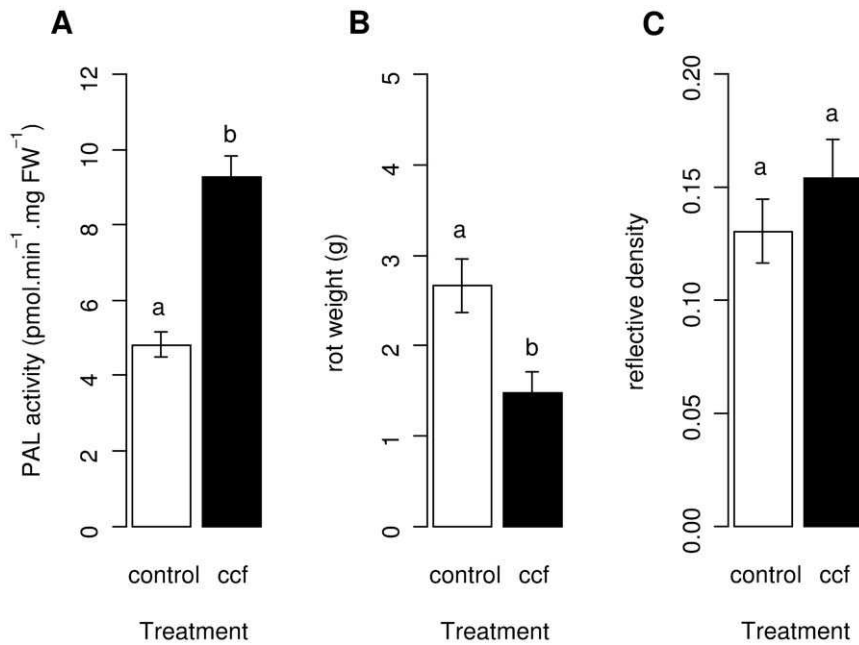 A
PAL activity (pmol.min⁻¹.mg FW⁻¹)
12
10
8
6
4
2
0
a
b
control ccf
Treatment
B
rot weight (g)
5
4
3
2
1
0
a
b
control ccf
Treatment
C
reflective density
0.20
0.15
0.10
0.05
0.00
a
a
control ccf
Treatment